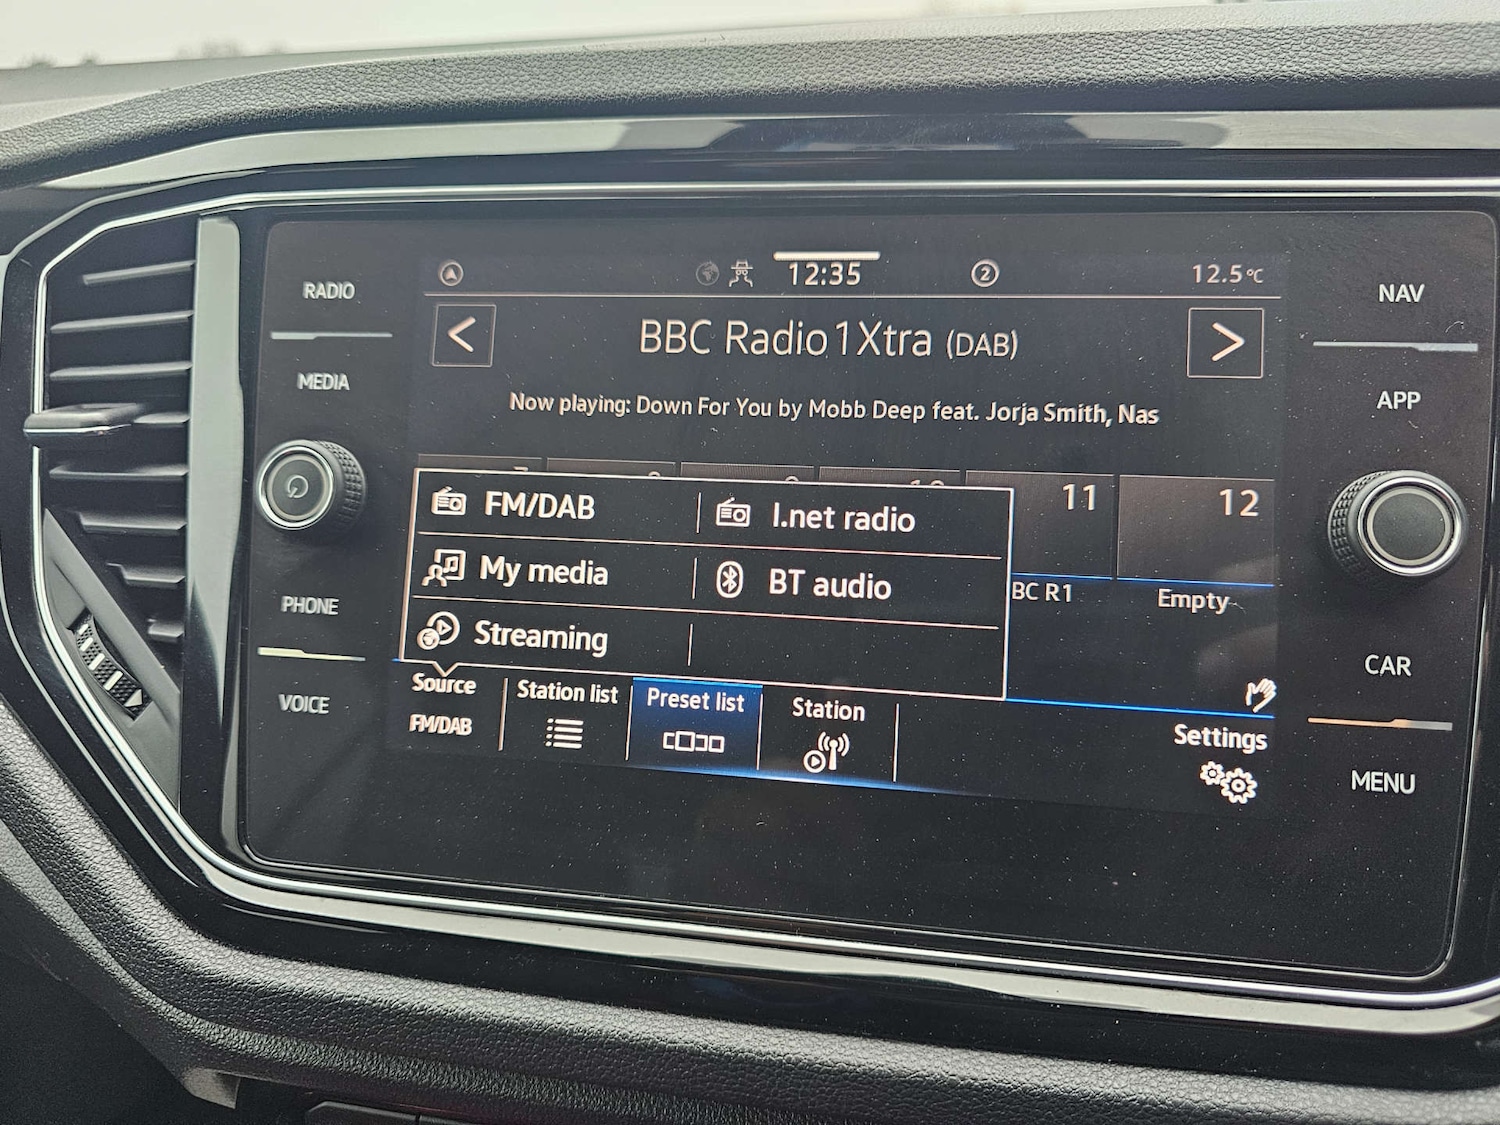 RADIO
MEDIA
PHONE
VOICE
12:35
2
12.5°C
<
BBC Radio 1Xtra (DAB)
>
Now playing: Down For You by Mobb Deep feat. Jorja Smith, Nas
11
12
BC R1
Empty
FM/DAB
I.net radio
My media
BT audio
Streaming
Source
FM/DAB
Station list
Preset list
Station
Settings
NAV
APP
CAR
MENU